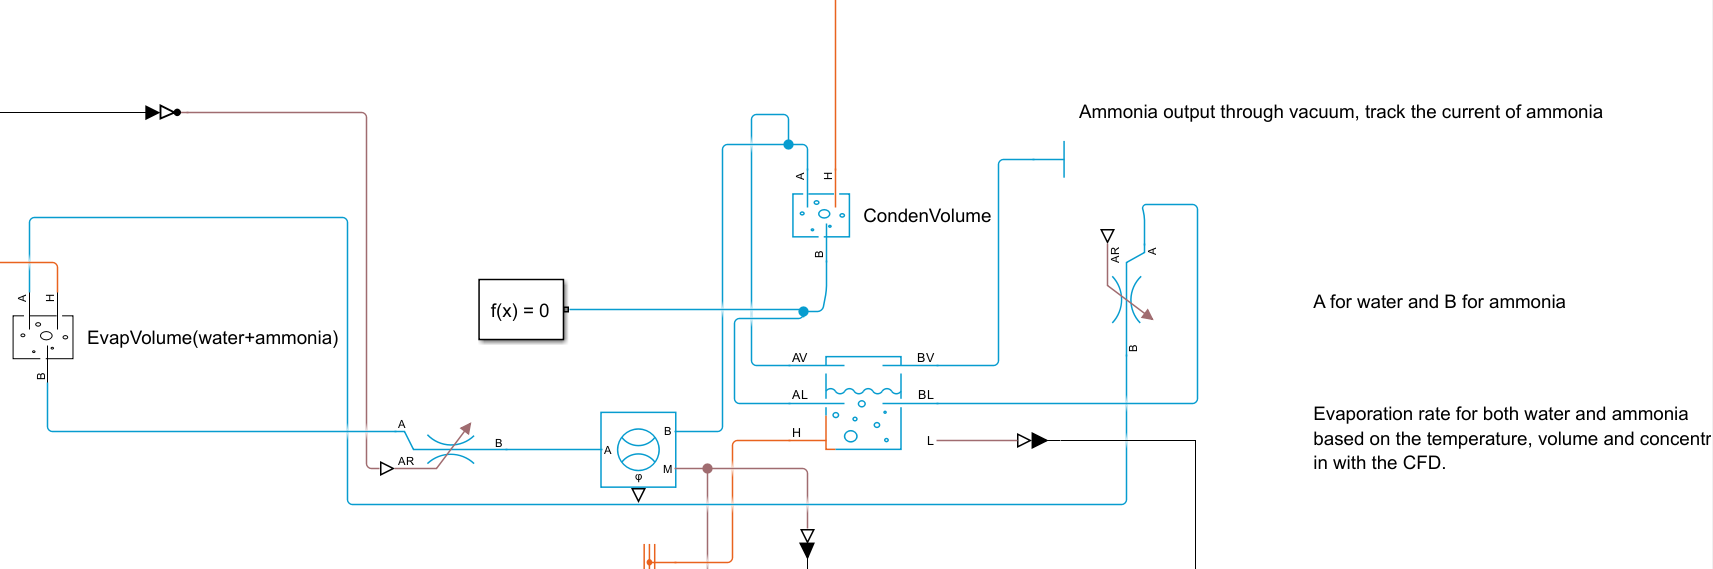 Ammonia output through vacuum, track the current of ammonia
A
H
CondenVolume
B
AR
A
A
H
EvapVolume(water+ammonia)
B
f(x) = 0
A for water and B for ammonia
B
AV
BV
AL
BL
H
L
A
B
AR
A
B
M
φ
Evaporation rate for both water and ammonia
based on the temperature, volume and concentr
in with the CFD.